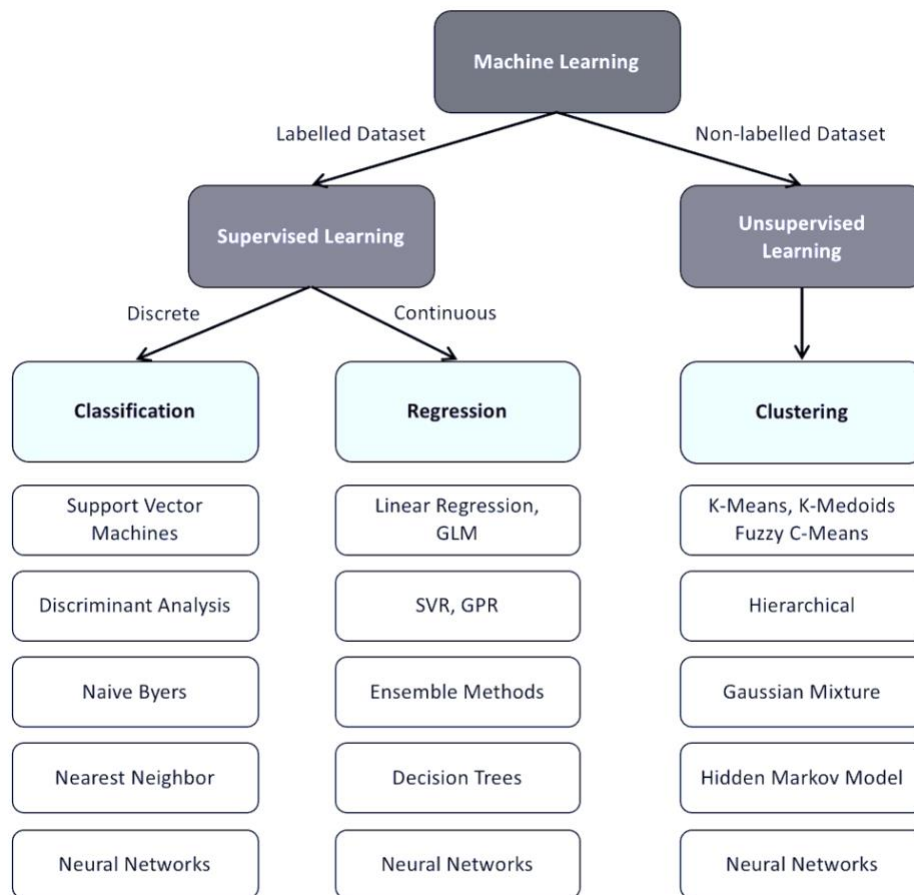 Machine Learning
Labelled Dataset
Non-labelled Dataset
Supervised Learning
Unsupervised
Learning
Discrete
Continuous
Classification
Regression
Clustering
Support Vector
Machines
Linear Regression,
GLM
K-Means, K-Medoids
Fuzzy C-Means
Discriminant Analysis
SVR, GPR
Hierarchical
Naive Byers
Ensemble Methods
Gaussian Mixture
Nearest Neighbor
Decision Trees
Hidden Markov Model
Neural Networks
Neural Networks
Neural Networks